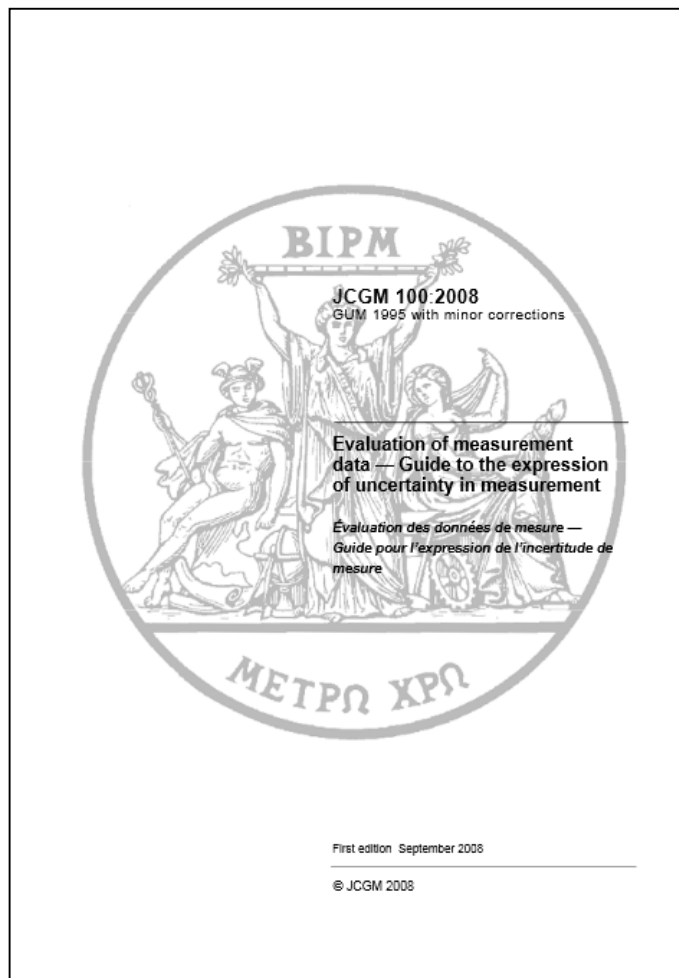 BIPM
JCGM 100:2008
GUM 1995 with minor corrections
Evaluation of measurement
data — Guide to the expression
of uncertainty in measurement
Évaluation des données de mesure —
Guide pour l’expression de l’incertitude de
mesure
ΜΕΤΡΩ ΧΡΩ
First edition September 2008
© JCGM 2008